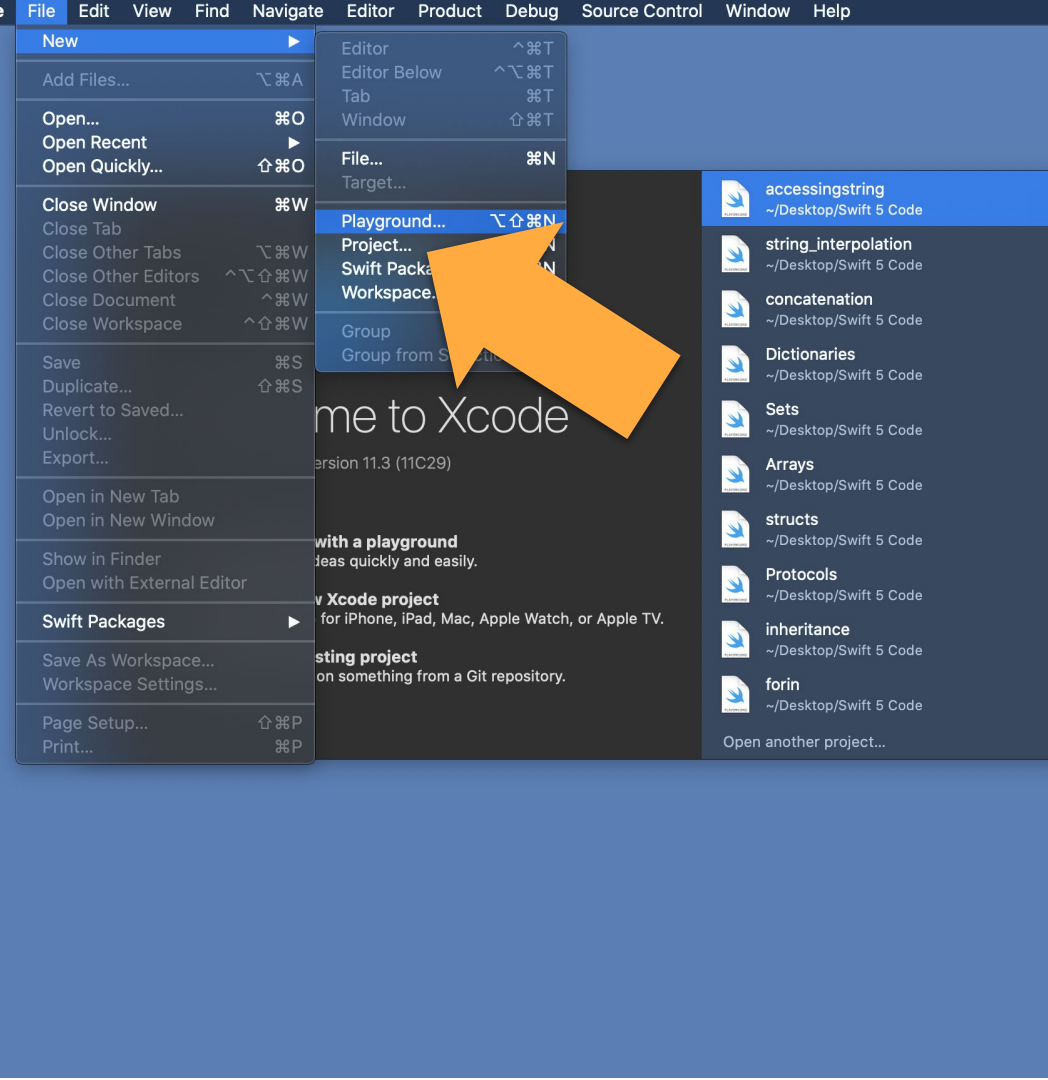 File Edit View Find Navigate Editor Product Debug Source Control Window Help
New
Add Files... ⌥⌘A
Open... ⌘O
Open Recent
Open Quickly... ⇧⌘O
Close Window ⌘W
Close Tab
Close Other Tabs ⌥⌘W
Close Other Editors ^⌥⇧⌘W
Close Document ^⌘W
Close Workspace ^⇧⌘W
Save ⌘S
Duplicate... ⇧⌘S
Revert to Saved...
Unlock...
Export...
Open in New Tab
Open in New Window
Show in Finder
Open with External Editor
Swift Packages
Save As Workspace...
Workspace Settings...
Page Setup... ⇧⌘P
Print... ⌘P
Editor ^⌘T
Editor Below ^⌥⌘T
Tab ⌘T
Window ⇧⌘T
File... ⌘N
Target...
Playground... ⌥⇧⌘N
Project... N
Swift Packa ⌘N
Workspace.
Group
Group from S
me to Xcode
ersion 11.3 (11C29)
with a playground
deas quickly and easily.
w Xcode project
for iPhone, iPad, Mac, Apple Watch, or Apple TV.
sting project
on something from a Git repository.
accessingstring
~/Desktop/Swift 5 Code
string_interpolation
~/Desktop/Swift 5 Code
concatenation
~/Desktop/Swift 5 Code
Dictionaries
~/Desktop/Swift 5 Code
Sets
~/Desktop/Swift 5 Code
Arrays
~/Desktop/Swift 5 Code
structs
~/Desktop/Swift 5 Code
Protocols
~/Desktop/Swift 5 Code
inheritance
~/Desktop/Swift 5 Code
forin
~/Desktop/Swift 5 Code
Open another project...